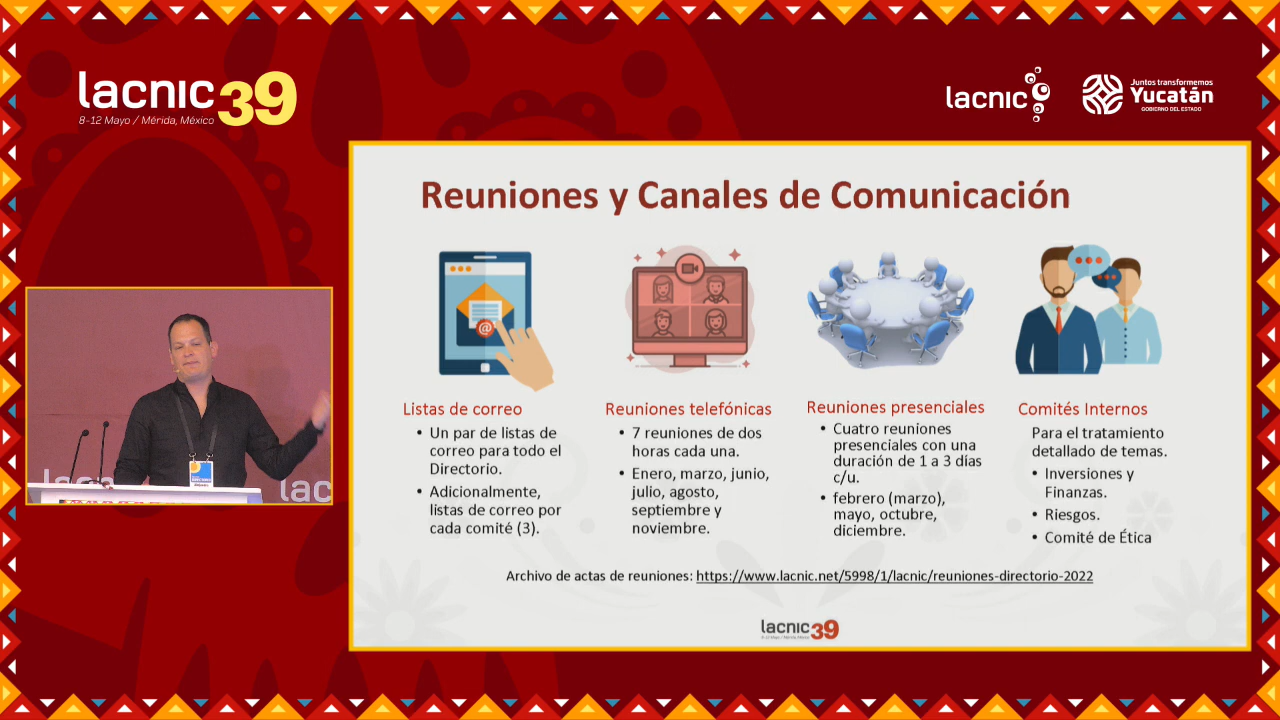 lacnic39
8-12 Mayo / Mérida, México
lacnic
Juntos transformemos
Yucatán
GOBIERNO DEL ESTADO
Reuniones y Canales de Comunicación
@
Listas de correo
• Un par de listas de
correo para todo el
Directorio.
• Adicionalmente,
listas de correo por
cada comité (3).
Reuniones telefónicas
• 7 reuniones de dos
horas cada una.
• Enero, marzo, junio,
julio, agosto,
septiembre y
noviembre.
Reuniones presenciales
• Cuatro reuniones
presenciales con una
duración de 1 a 3 días
c/u.
• febrero (marzo),
mayo, octubre,
diciembre.
Comités Internos
Para el tratamiento
detallado de temas.
• Inversiones y
Finanzas.
• Riesgos.
• Comité de Ética
Archivo de actas de reuniones: https://www.lacnic.net/5998/1/lacnic/reuniones-directorio-2022
lacnic39
8-12 Mayo / Mérida, México